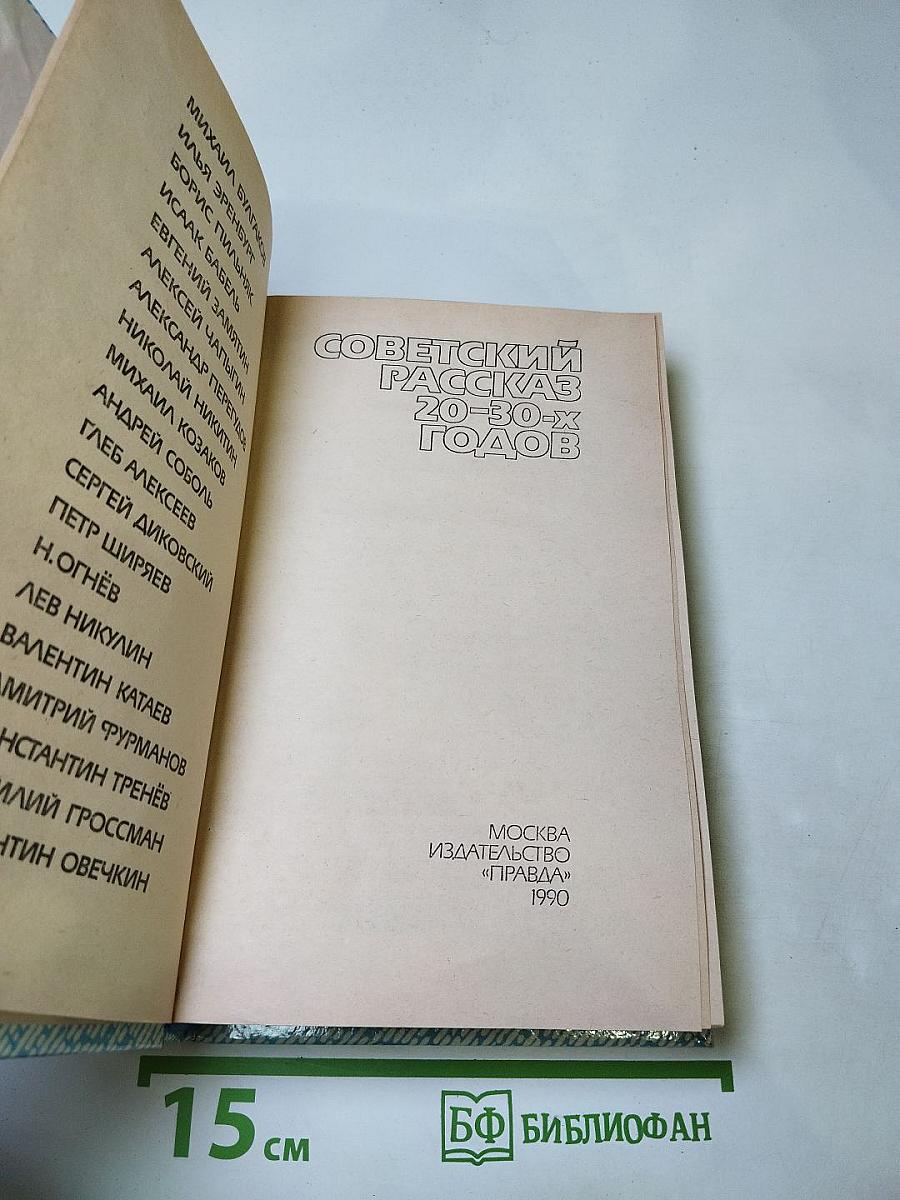 МИХАИЛ БУЛГАКОВ
ИЛЬЯ ЭРЕНБУРГ
БОРИС ПИЛЬНЯК
ИСААК БАБЕЛЬ
ЕВГЕНИЙ ЗАМЯТИН
АЛЕКСЕЙ ЧАПЫГИН
АЛЕКСАНДР ПЕРЕГУДОВ
НИКОЛАЙ НИКИТИН
МИХАИЛ КОЗАКОВ
АНДРЕЙ СОБОЛЬ
ГЛЕБ АЛЕКСЕЕВ
СЕРГЕЙ ДИКОВСКИЙ
ПЕТР ШИРЯЕВ
Н.ОГНЁВ
ЛЕВ НИКУЛИН
ВАЛЕНТИН КАТАЕВ
ДМИТРИЙ ФУРМАНОВ
НСТАНТИН ТРЕНЁВ
ИЛИЙ ГРОССМАН
НТИН ОВЕЧКИН
СОВЕТСКИЙ
РАССКАЗ
20-30-х
ГОДОВ
МОСКВА
ИЗДАТЕЛЬСТВО
«ПРАВДА»
1990
15 см
БФ БИБЛИОФАН